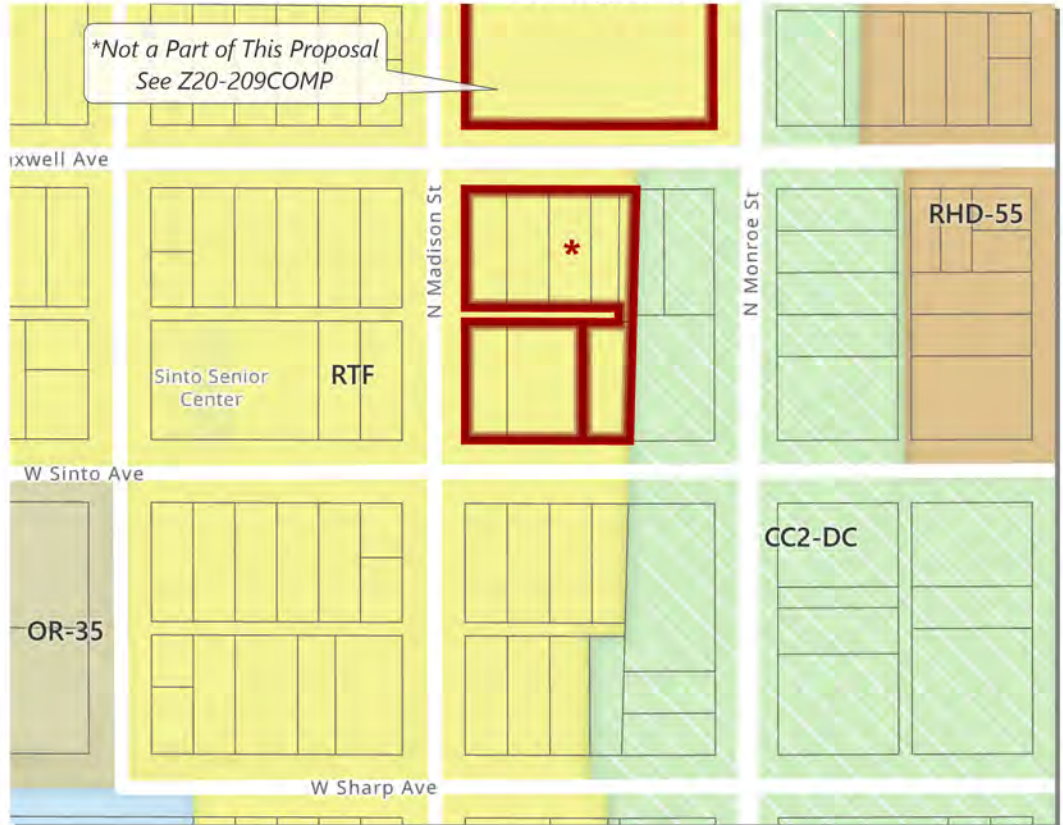 *Not a Part of This Proposal
See Z20-209COMP
axwell Ave
N Madison St
N Monroe St
RHD-55
*
Sinto Senior
Center
RTF
W Sinto Ave
CC2-DC
OR-35
W Sharp Ave